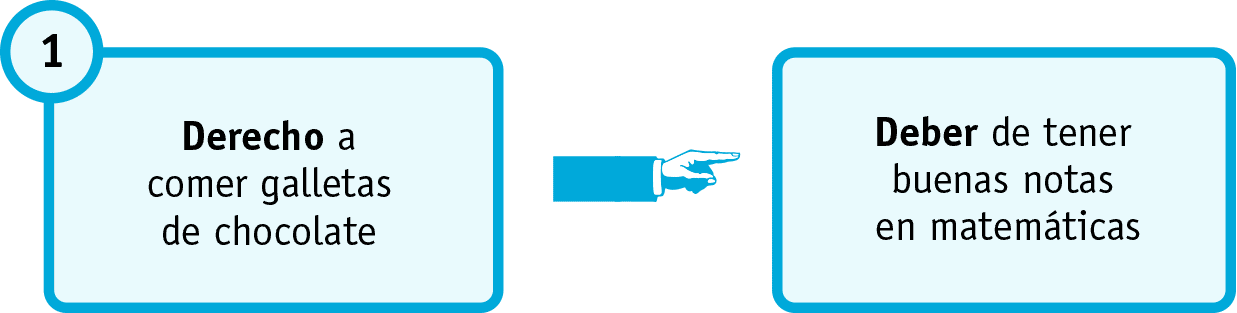 1
Derecho a
comer galletas
de chocolate
Deber de tener
buenas notas
en matemáticas